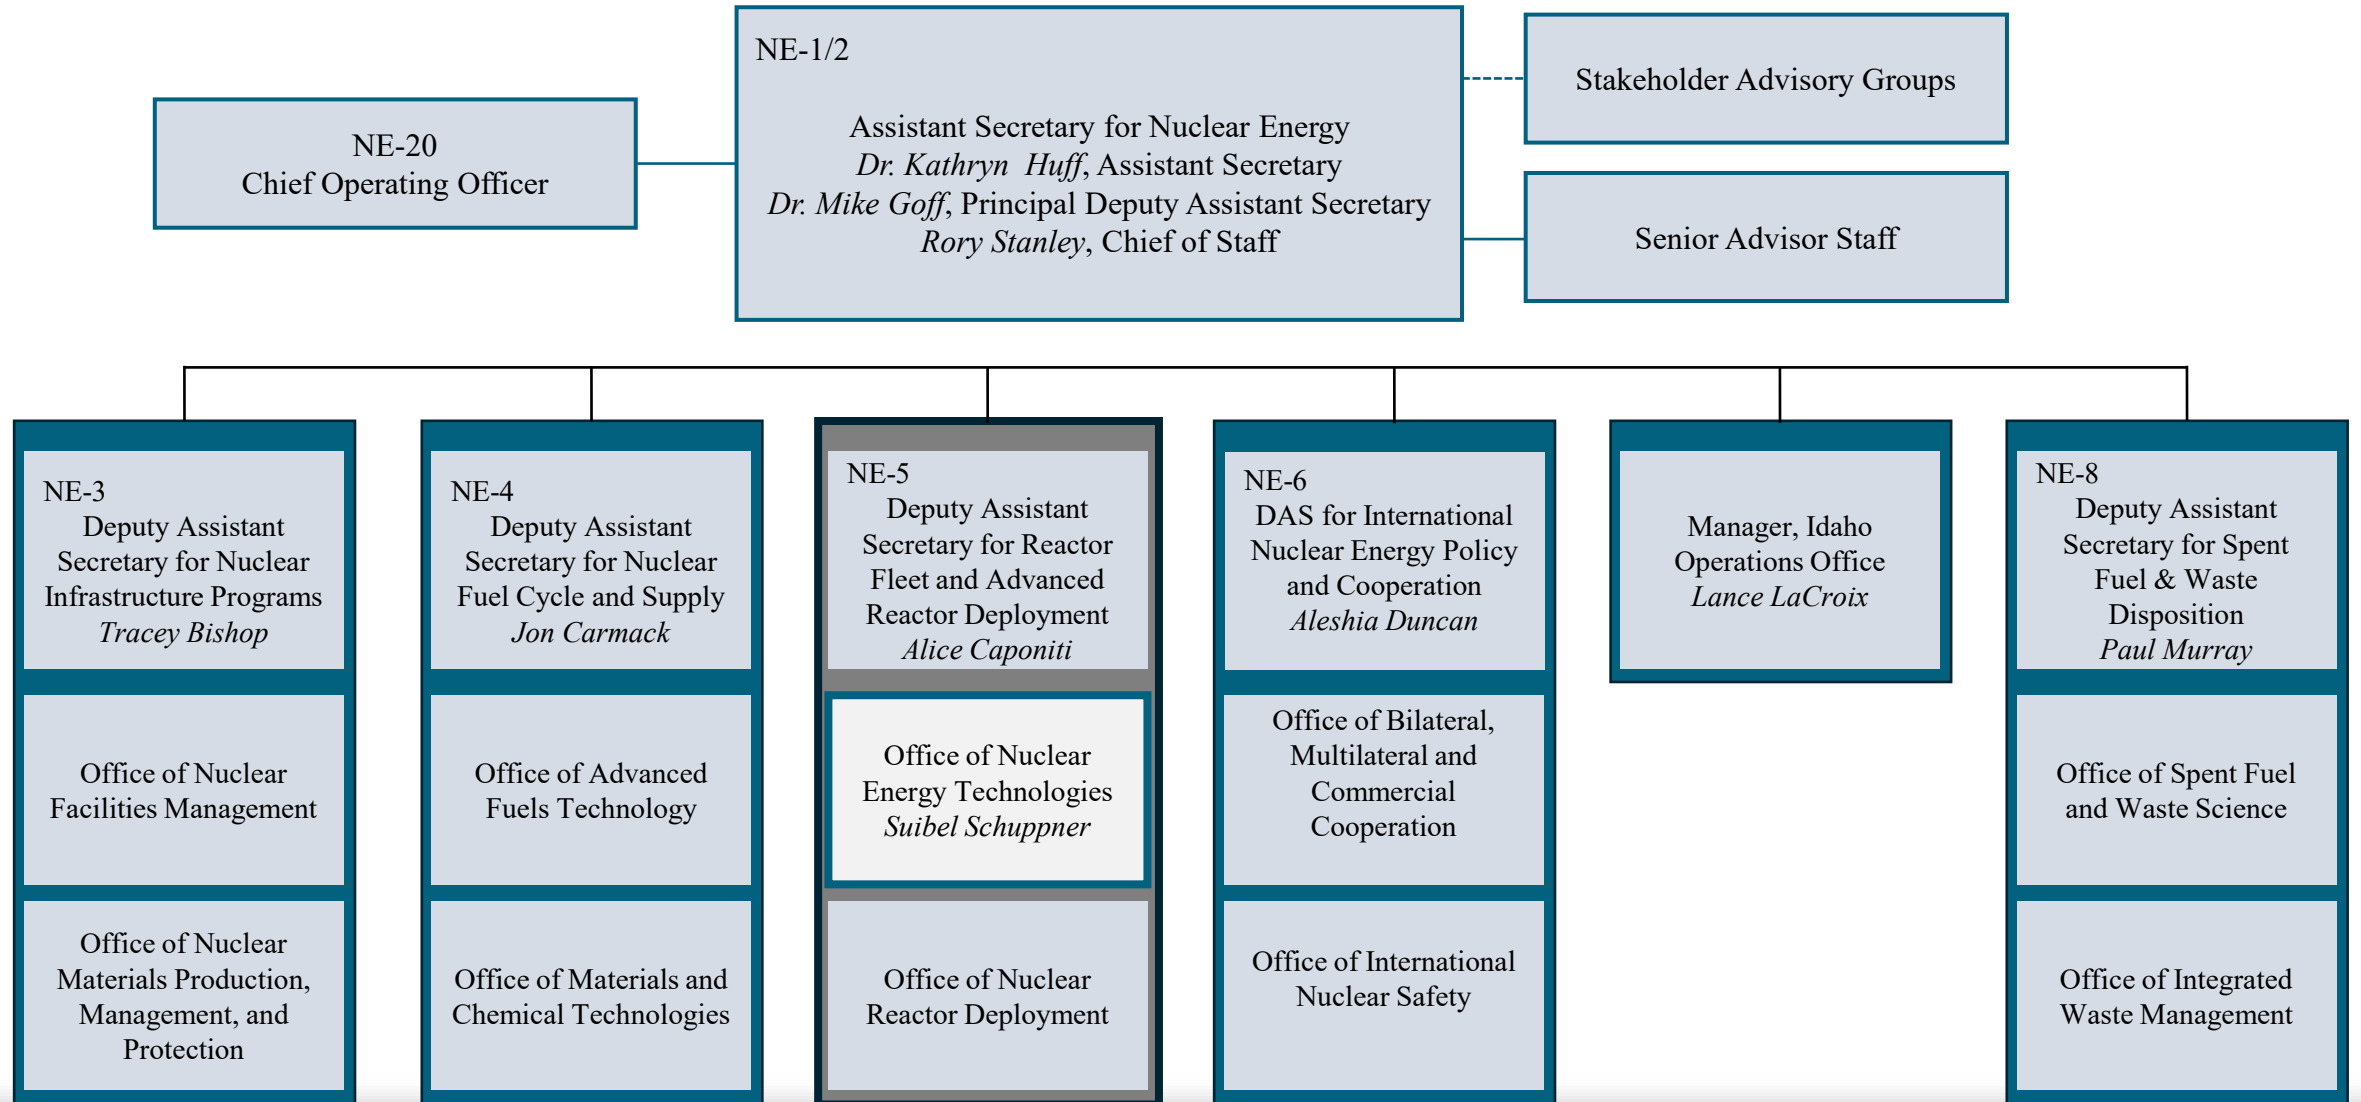 NE-1/2
Assistant Secretary for Nuclear Energy
Dr. Kathryn Huff, Assistant Secretary
Dr. Mike Goff, Principal Deputy Assistant Secretary
Rory Stanley, Chief of Staff
NE-20
Chief Operating Officer
Stakeholder Advisory Groups
Senior Advisor Staff
NE-3
Deputy Assistant
Secretary for Nuclear
Infrastructure Programs
Tracey Bishop
Office of Nuclear
Facilities Management
Office of Nuclear
Materials Production,
Management, and
Protection
NE-4
Deputy Assistant
Secretary for Nuclear
Fuel Cycle and Supply
Jon Carmack
Office of Advanced
Fuels Technology
Office of Materials and
Chemical Technologies
NE-5
Deputy Assistant
Secretary for Reactor
Fleet and Advanced
Reactor Deployment
Alice Caponiti
Office of Nuclear
Energy Technologies
Suibel Schuppner
Office of Nuclear
Reactor Deployment
NE-6
DAS for International
Nuclear Energy Policy
and Cooperation
Aleshia Duncan
Office of Bilateral,
Multilateral and
Commercial
Cooperation
Office of International
Nuclear Safety
Manager, Idaho
Operations Office
Lance LaCroix
NE-8
Deputy Assistant
Secretary for Spent
Fuel & Waste
Disposition
Paul Murray
Office of Spent Fuel
and Waste Science
Office of Integrated
Waste Management